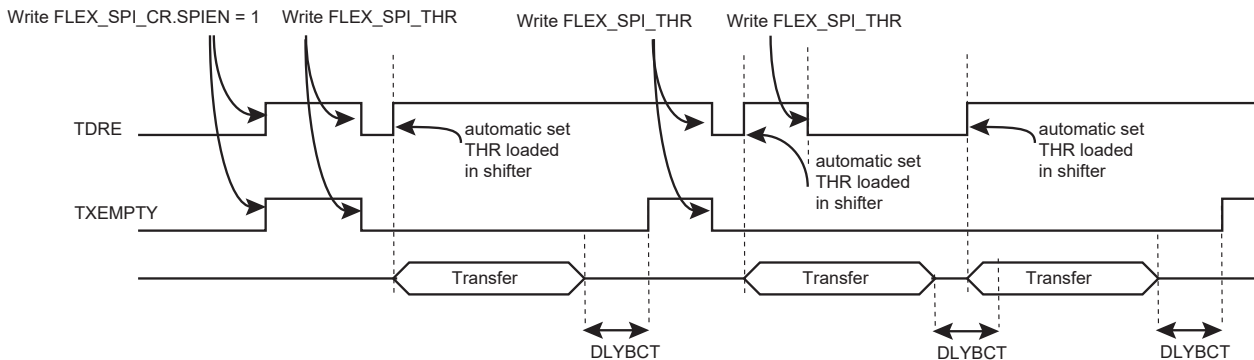 Write FLEX_SPI_CR.SPIEN = 1
Write FLEX_SPI_THR
Write FLEX_SPI_THR
Write FLEX_SPI_THR
TDRE
automatic set
THR loaded
in shifter
automatic set
THR loaded
in shifter
automatic set
THR loaded
in shifter
TXEMPTY
Transfer
Transfer
Transfer
DLYBCT
DLYBCT
DLYBCT